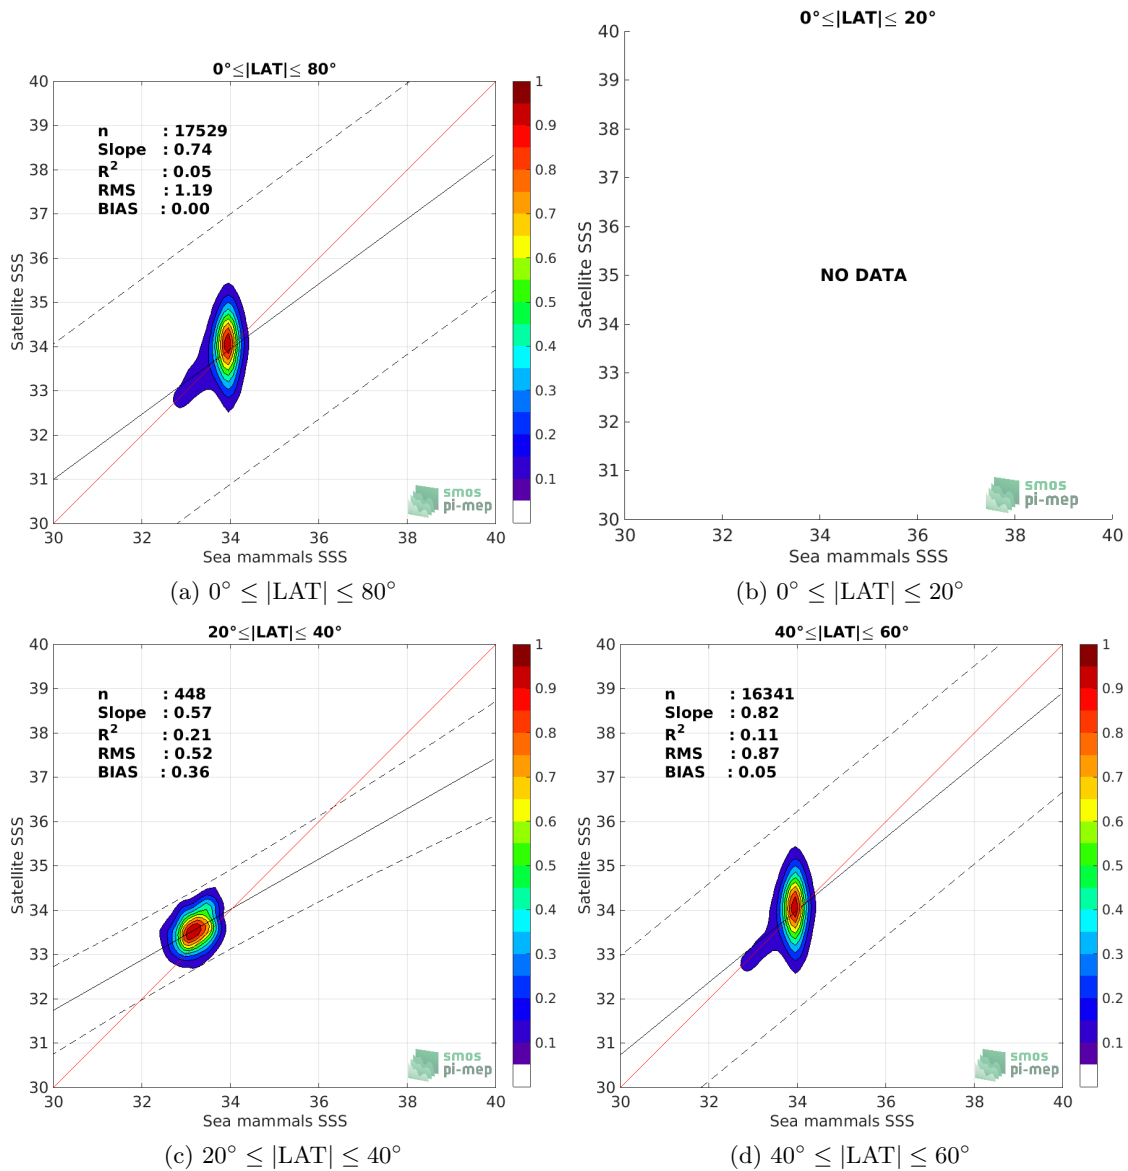 0°≤|LAT|≤ 80°
40
39
38
37
36
35
34
33
32
31
30
Satellite SSS
n : 17529
Slope : 0.74
R² : 0.05
RMS : 1.19
BIAS : 0.00
1
0.9
0.8
0.7
0.6
0.5
0.4
0.3
0.2
0.1
smos
pi-mep
30 32 34 36 38 40
Sea mammals SSS
(a) 0° ≤ |LAT| ≤ 80°
0°≤|LAT|≤ 20°
40
39
38
37
36
35
34
33
32
31
30
Satellite SSS
NO DATA
smos
pi-mep
30 32 34 36 38 40
Sea mammals SSS
(b) 0° ≤ |LAT| ≤ 20°
20°≤|LAT|≤ 40°
40
39
38
37
36
35
34
33
32
31
30
Satellite SSS
n : 448
Slope : 0.57
R² : 0.21
RMS : 0.52
BIAS : 0.36
1
0.9
0.8
0.7
0.6
0.5
0.4
0.3
0.2
0.1
smos
pi-mep
30 32 34 36 38 40
Sea mammals SSS
(c) 20° ≤ |LAT| ≤ 40°
40°≤|LAT|≤ 60°
40
39
38
37
36
35
34
33
32
31
30
Satellite SSS
n : 16341
Slope : 0.82
R² : 0.11
RMS : 0.87
BIAS : 0.05
1
0.9
0.8
0.7
0.6
0.5
0.4
0.3
0.2
0.1
smos
pi-mep
30 32 34 36 38 40
Sea mammals SSS
(d) 40° ≤ |LAT| ≤ 60°